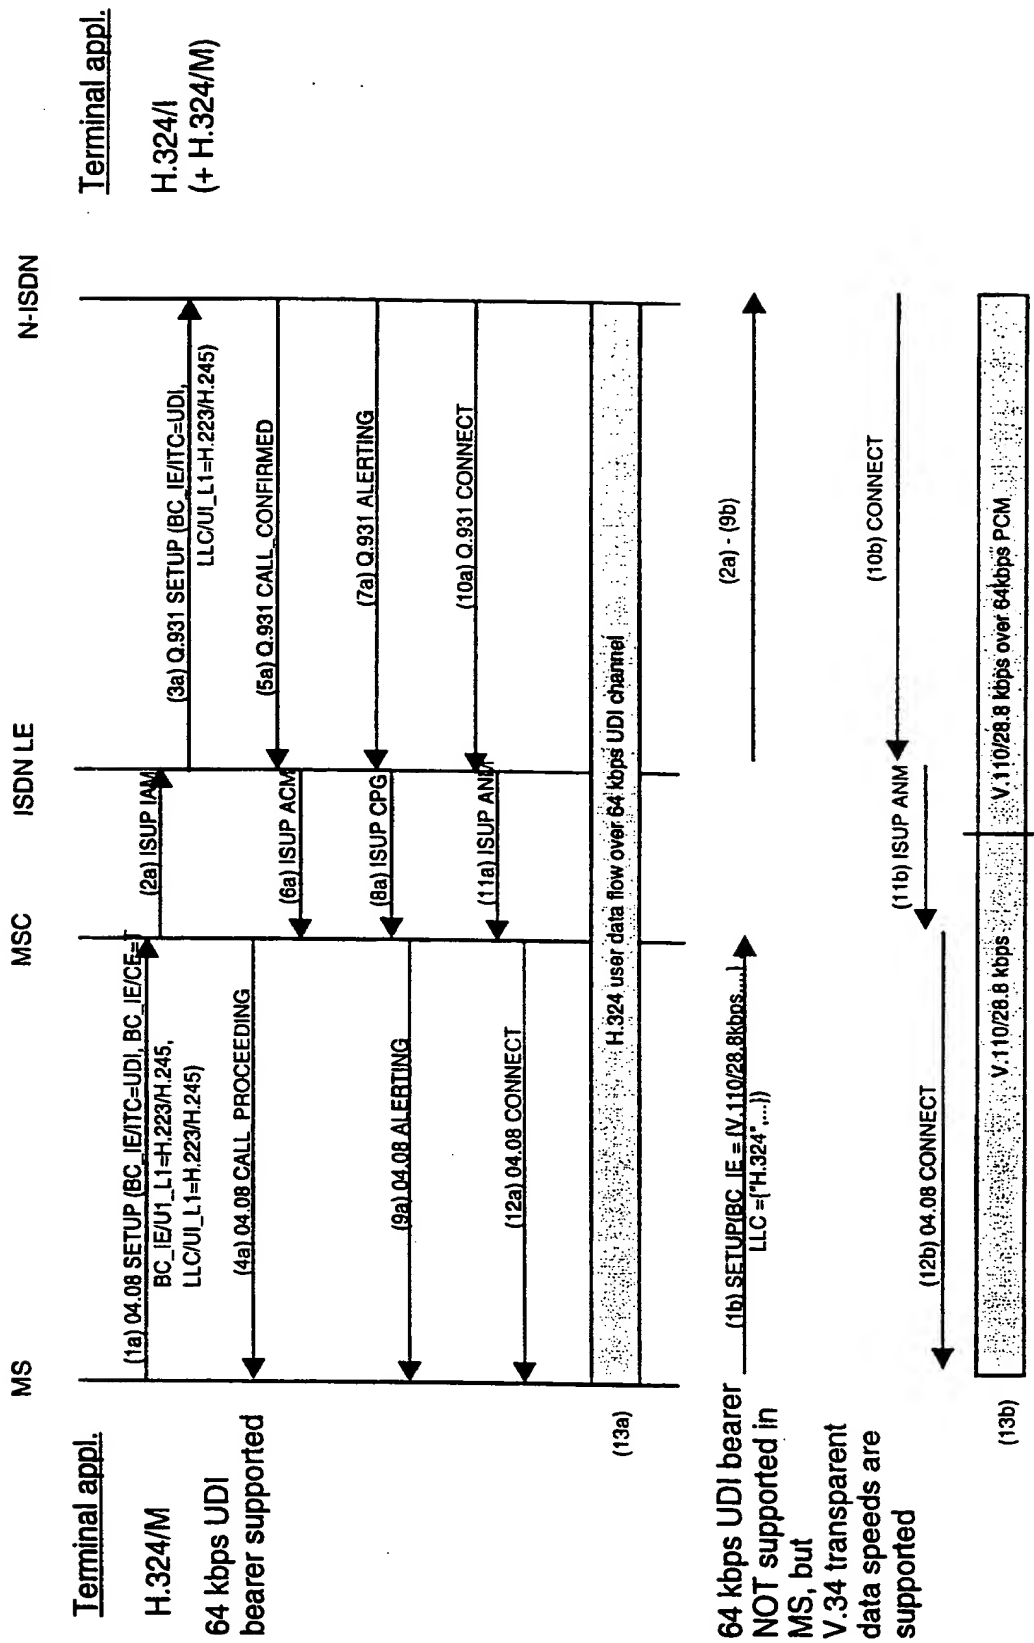 MS
MSC
ISDN LE
N-ISDN
Terminal appl.
H.324/M
64 kbps UDI
bearer supported
Terminal appl.
H.324/I
(+ H.324/M)
(1a) 04.08 SETUP (BC_IE/ITC=UDI, BC_IE/CE=T
BC_IE/U1_L1=H.223/H.245,
LLC/UI_L1=H.223/H.245)
(2a) ISUP IAM
(3a) Q.931 SETUP (BC_IE/ITC=UDI,
LLC/UI_L1=H.223/H.245)
(4a) 04.08 CALL_PROCEEDING
(5a) Q.931 CALL_CONFIRMED
(6a) ISUP ACM
(7a) Q.931 ALERTING
(8a) ISUP CPG
(9a) 04.08 ALERTING
(10a) Q.931 CONNECT
(11a) ISUP ANM
(12a) 04.08 CONNECT
(13a)
H.324 user data flow over 64 kbps UDI channel
64 kbps UDI bearer
NOT supported in
MS, but
V.34 transparent
data speeds are
supported
(1b) SETUP(BC_IE = {V.110/28.8kbps,...}
LLC ={"H.324",...})
(2a) - (9b)
(10b) CONNECT
(11b) ISUP ANM
(12b) 04.08 CONNECT
(13b)
V.110/28.8 kbps
V.110/28.8 kbps over 64kbps PCM